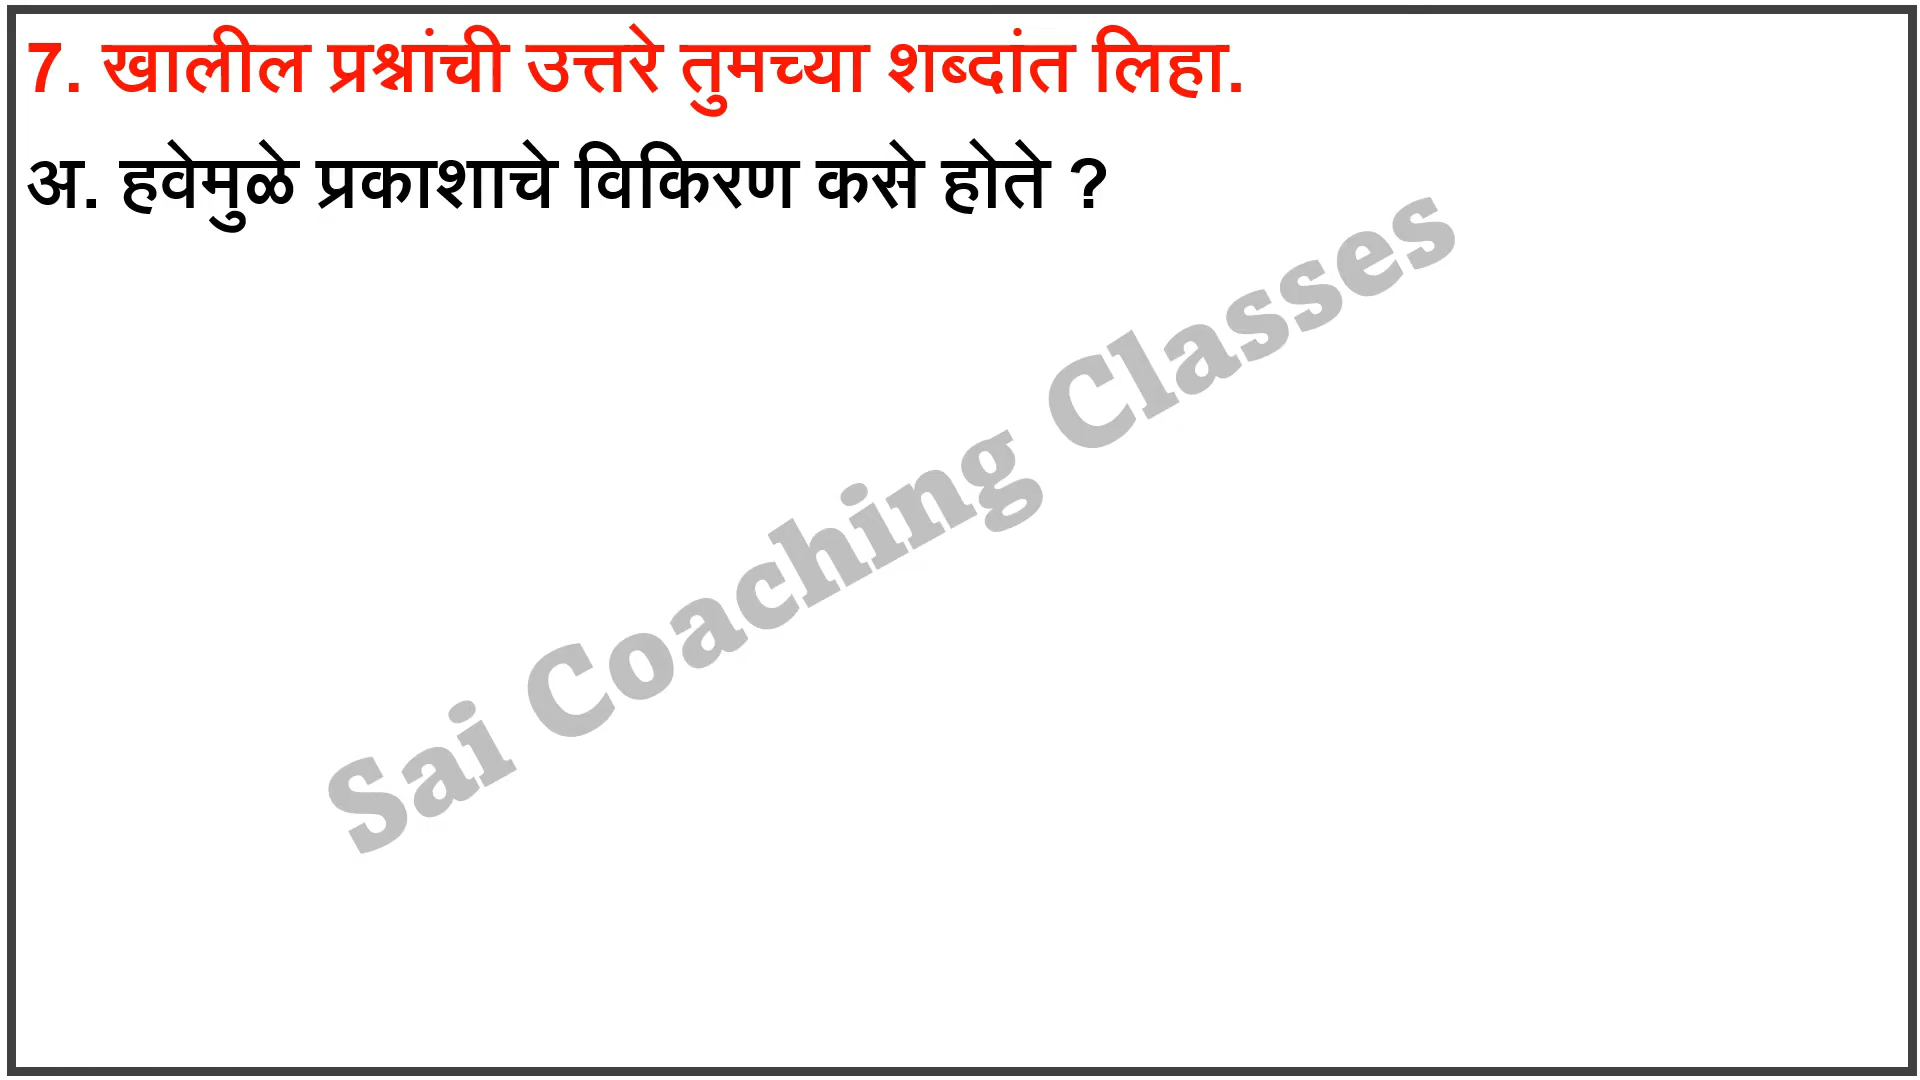 7. खालील प्रश्नांची उत्तरे तुमच्या शब्दांत लिहा.
अ. हवेमुळे प्रकाशाचे विकिरण कसे होते ?
Sai Coaching Classes